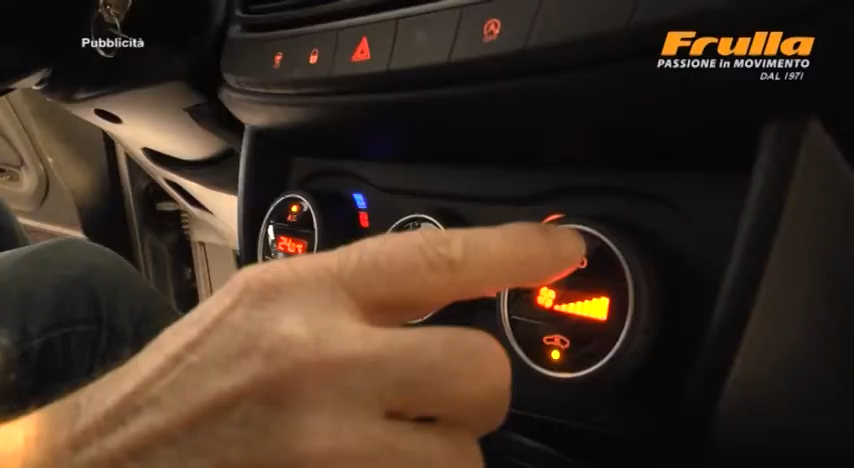 Pubblicità
Frulla
PASSIONE in MOVIMENTO
DAL 1971
A/C
24.0°C